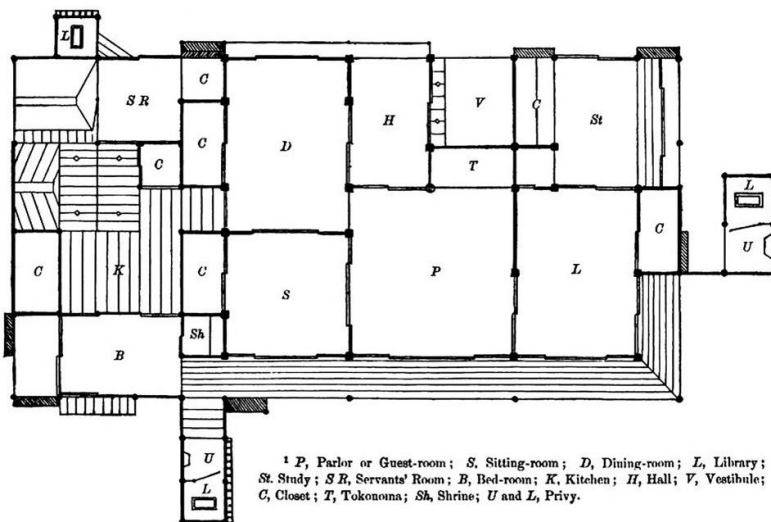 L
C
S R
H
V
C
St
D
C
T
C
L
U
C
C
K
C
S
P
L
Sh
B
U
L
¹ P, Parlor or Guest-room; S. Sitting-room; D, Dining-room; L, Library;
St. Study; S R, Servants' Room; B, Bed-room; K, Kitchen; H, Hall; V, Vestibule;
C, Closet; T, Tokonoma; Sh, Shrine; U and L, Privy.